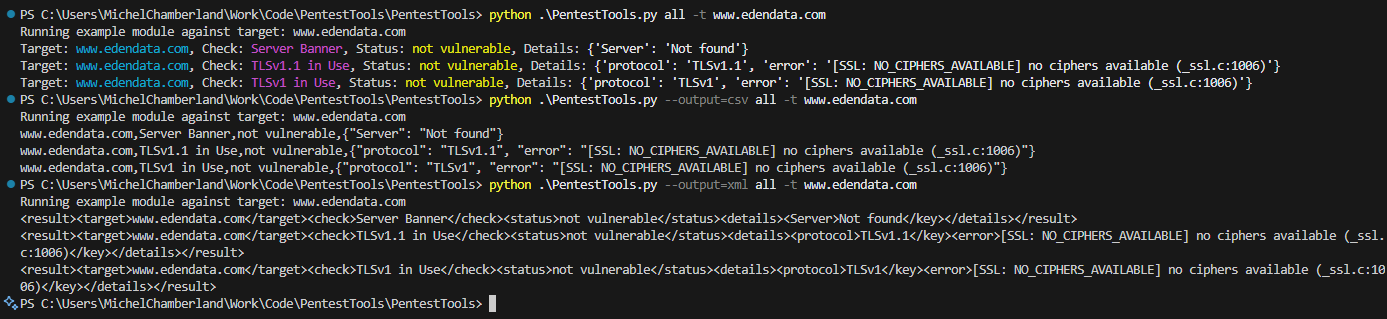 PS C:\Users\MichelChamberland\Work\Code\PentestTools\PentestTools> python .\PentestTools.py all -t www.edendata.com
Running example module against target: www.edendata.com
Target: www.edendata.com, Check: Server Banner, Status: not vulnerable, Details: {'Server': 'Not found'}
Target: www.edendata.com, Check: TLSv1.1 in Use, Status: not vulnerable, Details: {'protocol': 'TLSv1.1', 'error': '[SSL: NO_CIPHERS_AVAILABLE] no ciphers available (_ssl.c:1006)'}
Target: www.edendata.com, Check: TLSv1 in Use, Status: not vulnerable, Details: {'protocol': 'TLSv1', 'error': '[SSL: NO_CIPHERS_AVAILABLE] no ciphers available (_ssl.c:1006)'}
PS C:\Users\MichelChamberland\Work\Code\PentestTools\PentestTools> python .\PentestTools.py --output=csv all -t www.edendata.com
Running example module against target: www.edendata.com
www.edendata.com,Server Banner,not vulnerable,{"Server": "Not found"}
www.edendata.com,TLSv1.1 in Use,not vulnerable,{"protocol": "TLSv1.1", "error": "[SSL: NO_CIPHERS_AVAILABLE] no ciphers available (_ssl.c:1006)"}
www.edendata.com,TLSv1 in Use,not vulnerable,{"protocol": "TLSv1", "error": "[SSL: NO_CIPHERS_AVAILABLE] no ciphers available (_ssl.c:1006)"}
PS C:\Users\MichelChamberland\Work\Code\PentestTools\PentestTools> python .\PentestTools.py --output=xml all -t www.edendata.com
Running example module against target: www.edendata.com
<result><target>www.edendata.com</target><check>Server Banner</check><status>not vulnerable</status><details><Server>Not found</key></details></result>
<result><target>www.edendata.com</target><check>TLSv1.1 in Use</check><status>not vulnerable</status><details><protocol>TLSv1.1</key><error>[SSL: NO_CIPHERS_AVAILABLE] no ciphers available (_ssl.
c:1006)</key></details></result>
<result><target>www.edendata.com</target><check>TLSv1 in Use</check><status>not vulnerable</status><details><protocol>TLSv1</key><error>[SSL: NO_CIPHERS_AVAILABLE] no ciphers available (_ssl.c:10
06)</key></details></result>
PS C:\Users\MichelChamberland\Work\Code\PentestTools\PentestTools>